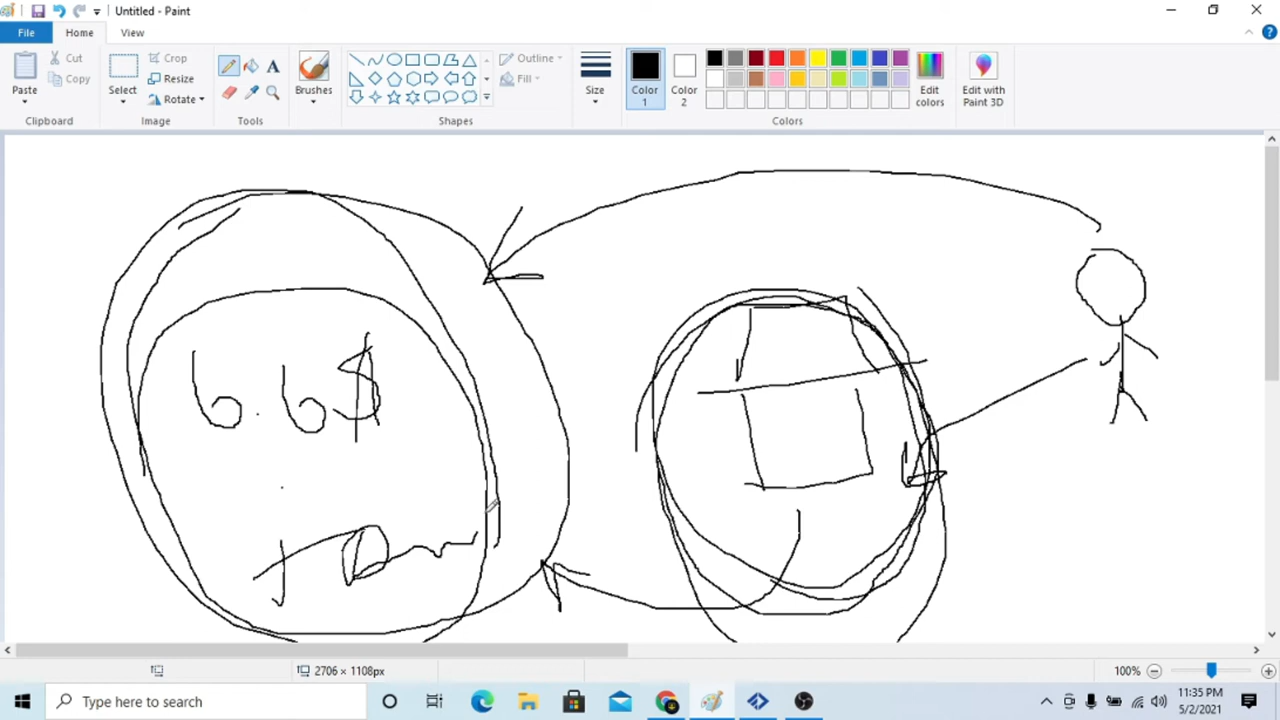 Untitled - Paint
File Home View
Paste
Cut
Copy
Clipboard
Select
Crop
Resize
Rotate
Image
A
Tools
Brushes
Shapes
Outline
Fill
Size
Color 1
Color 2
Edit colors
Edit with Paint 3D
Colors
6.6$
2706 × 1108px
100%
Type here to search
11:35 PM
5/2/2021